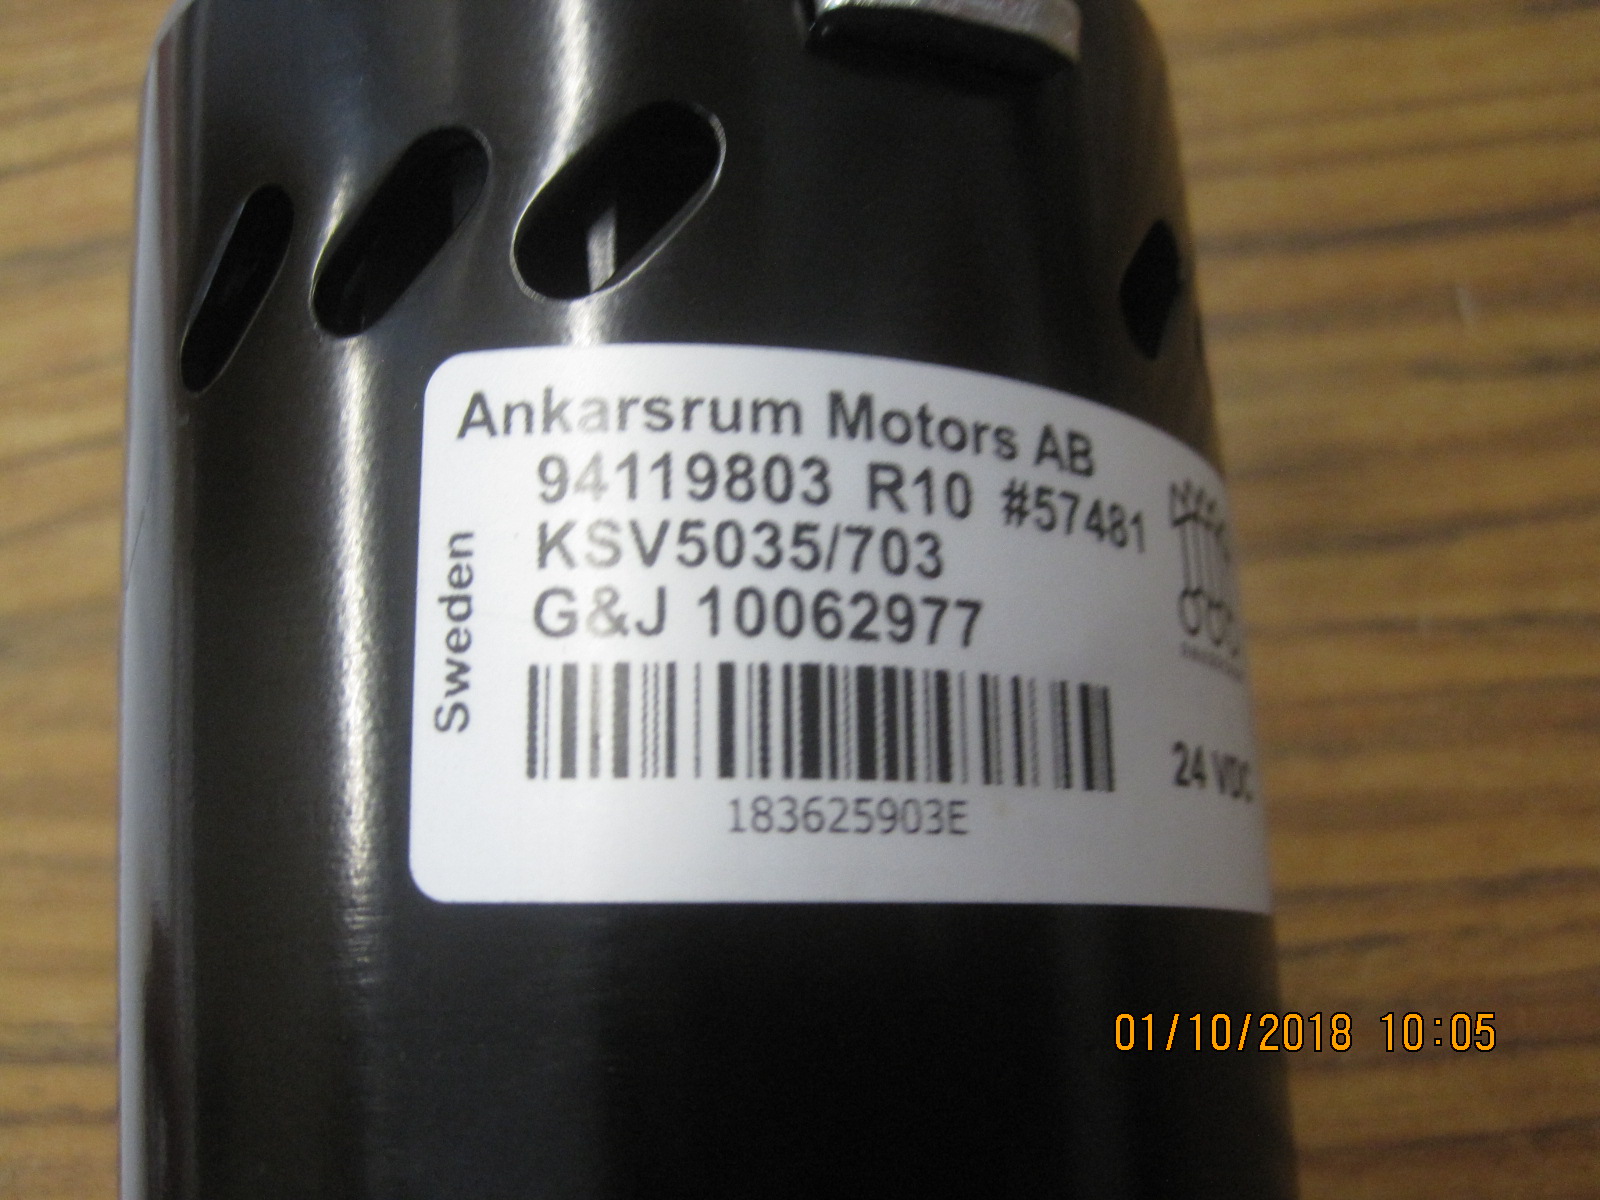 Ankarsrum Motors AB
94119803 R10 #57481
KSV5035/703
G&J 10062977
Sweden
183625903E
24 VDC
01/10/2018 10:05